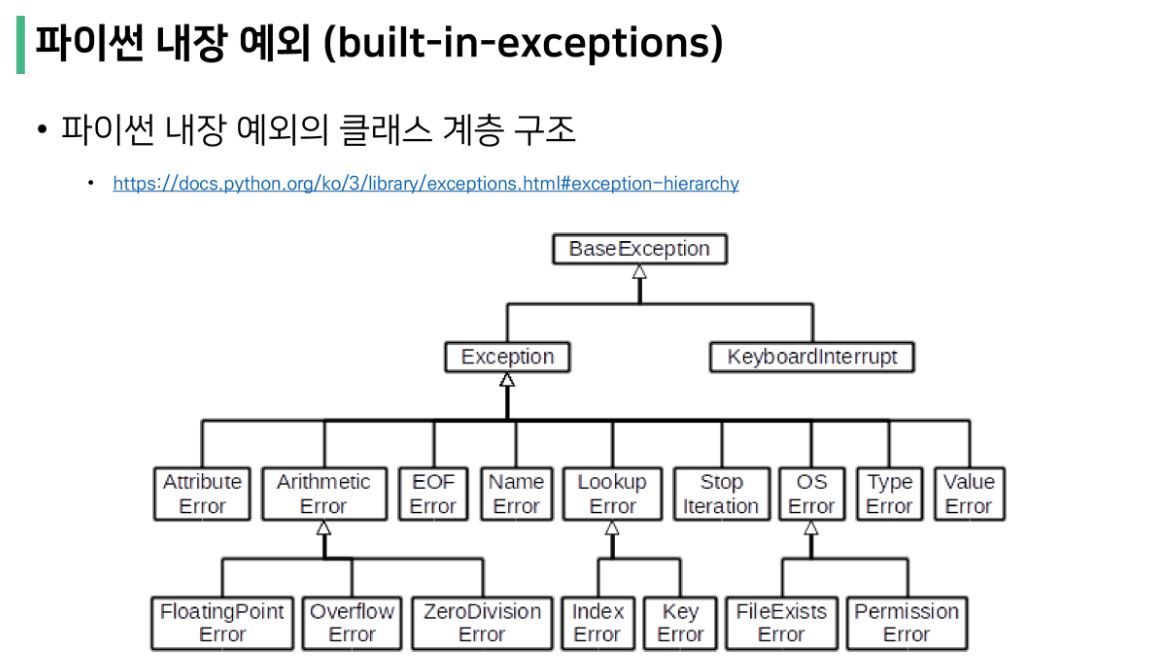 파이썬 내장 예외 (built-in-exceptions)
• 파이썬 내장 예외의 클래스 계층 구조
• https://docs.python.org/ko/3/library/exceptions.html#exception-hierarchy
BaseException
Exception
KeyboardInterrupt
Attribute
Error
Arithmetic
Error
EOF
Error
Name
Error
Lookup
Error
Stop
Iteration
OS
Error
Type
Error
Value
Error
FloatingPoint
Error
Overflow
Error
ZeroDivision
Error
Index
Error
Key
Error
FileExists
Error
Permission
Error